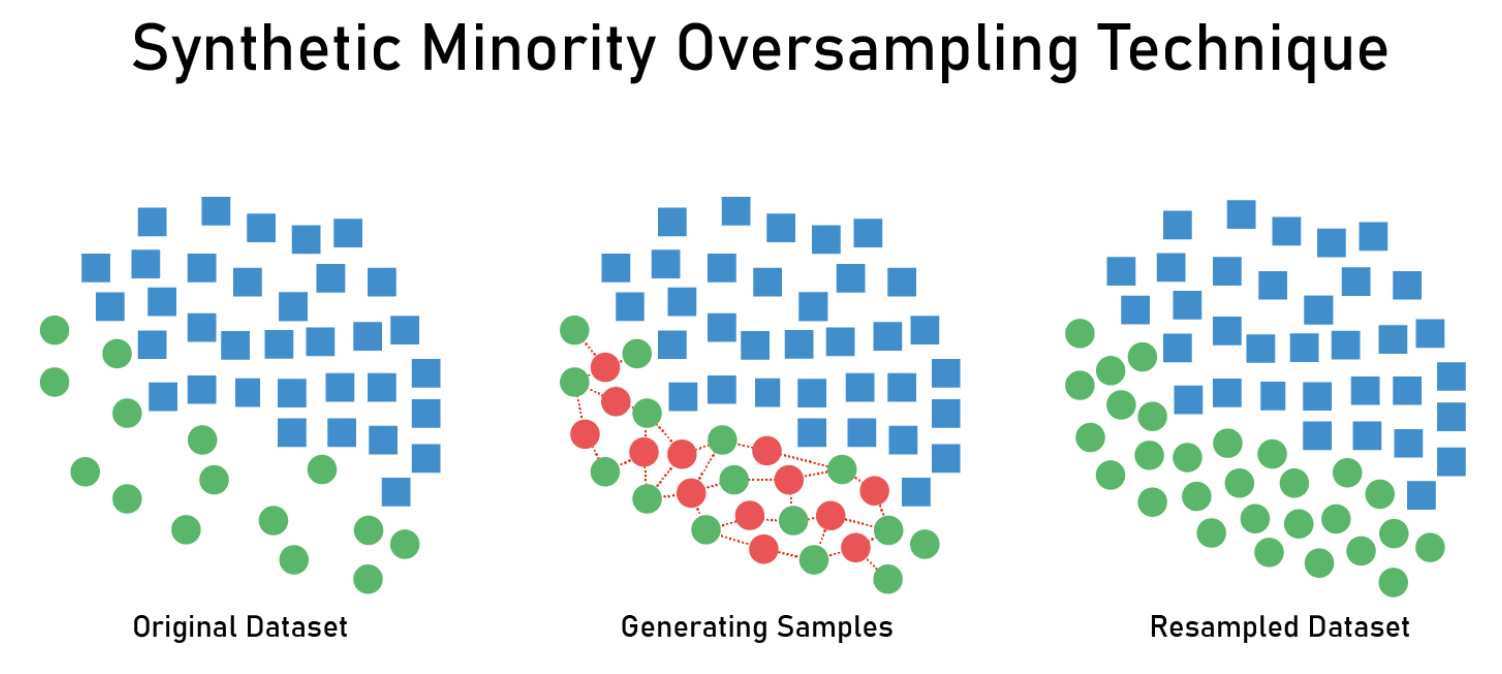 Synthetic Minority Oversampling Technique
Original Dataset
Generating Samples
Resampled Dataset